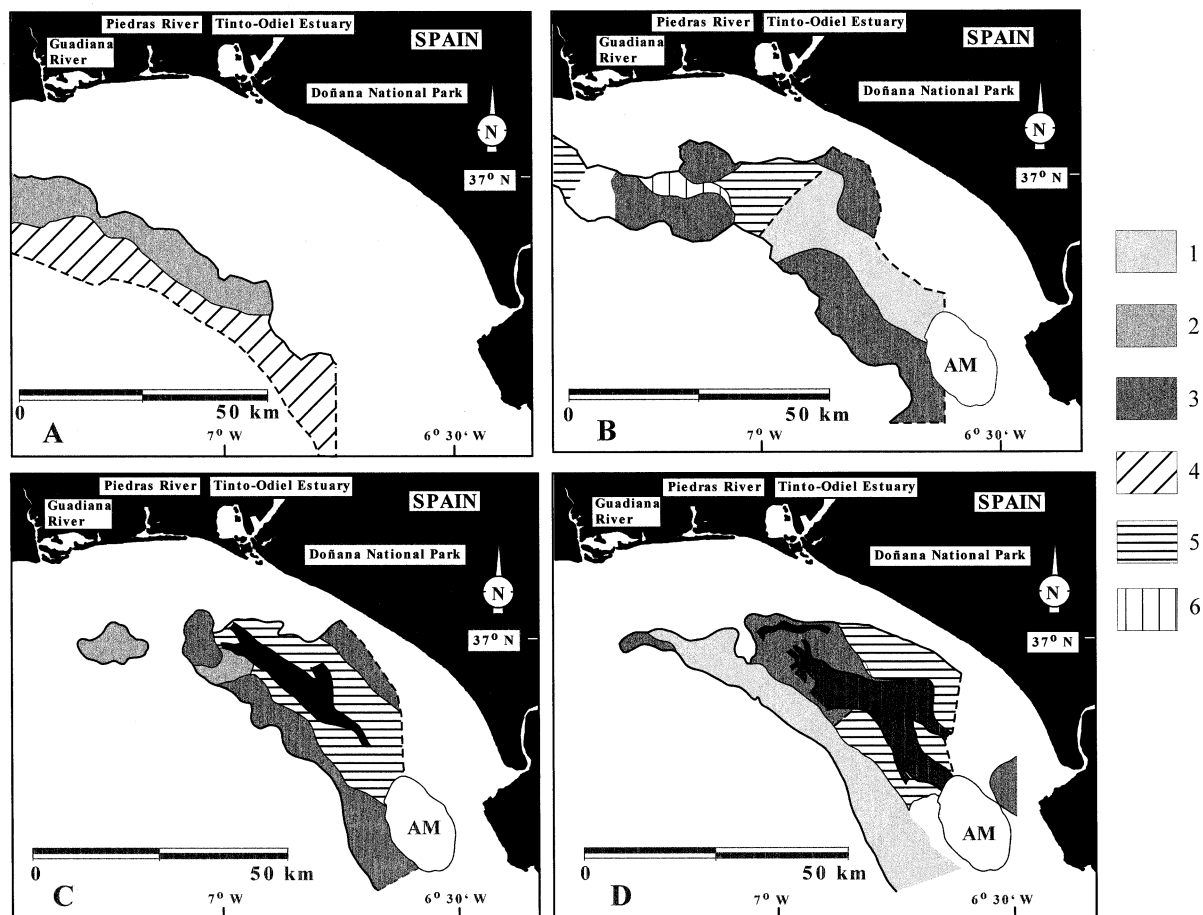 Piedras River Tinto-Odiel Estuary
Guadiana
River
SPAIN
Doñana National Park
N
37° N
0 50 km
A
7° W 6° 30‘ W
Piedras River Tinto-Odiel Estuary
Guadiana
River
SPAIN
Doñana National Park
N
37° N
AM
0 50 km
B
7° W 6° 30‘ W
Piedras River Tinto-Odiel Estuary
Guadiana
River
SPAIN
Doñana National Park
N
37° N
AM
0 50 km
C
7° W 6° 30‘ W
Piedras River Tinto-Odiel Estuary
Guadiana
River
SPAIN
Doñana National Park
N
37° N
AM
0 50 km
D
7° W 6° 30‘ W
1
2
3
4
5
6